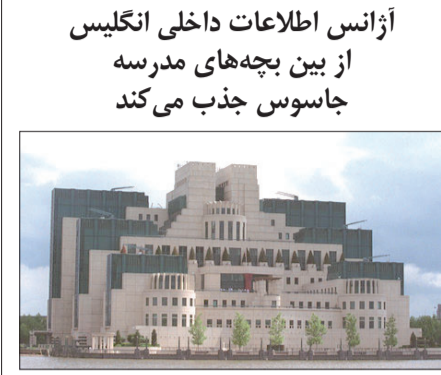 آژانس اطلاعات داخلی انگلیس
از بین بچه‌های مدرسه
جاسوس جذب می‌کند